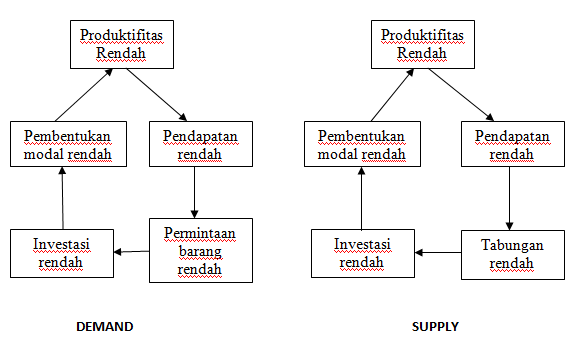 Produktifitas
Rendah
Pembentukan
modal rendah
Pendapatan
rendah
Investasi
rendah
Permintaan
barang
rendah
DEMAND
Produktifitas
Rendah
Pembentukan
modal rendah
Pendapatan
rendah
Investasi
rendah
Tabungan
rendah
SUPPLY